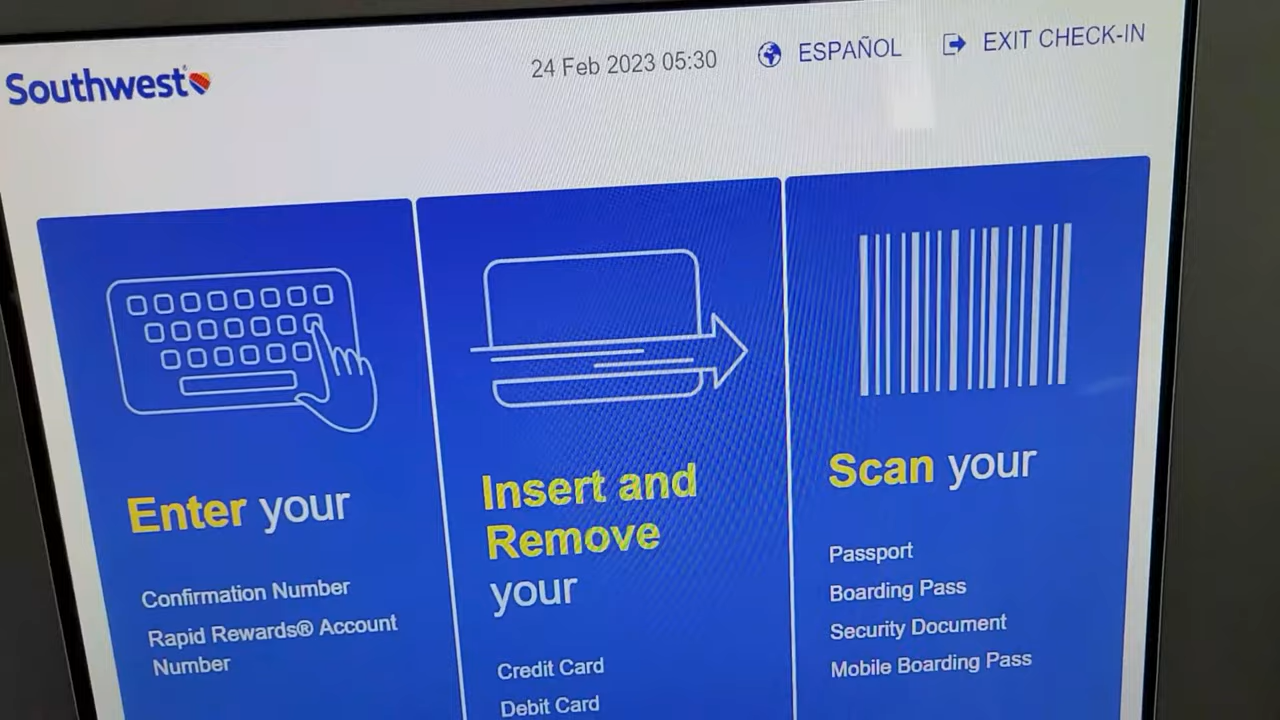 Southwest®
24 Feb 2023 05:30
ESPAÑOL
EXIT CHECK-IN
Enter your
Confirmation Number
Rapid Rewards® Account
Number
Insert and
Remove
your
Credit Card
Debit Card
Scan your
Passport
Boarding Pass
Security Document
Mobile Boarding Pass